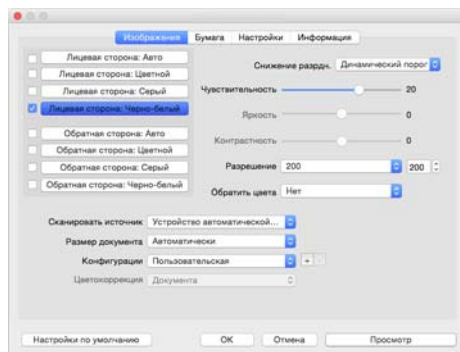 Изображения Бумага Настройки Информация
Лицевая сторона: Авто
Лицевая сторона: Цветной
Лицевая сторона: Серый
Лицевая сторона: Черно-белый
Обратная сторона: Авто
Обратная сторона: Цветной
Обратная сторона: Серый
Обратная сторона: Черно-белый
Снижение разрдн. Динамический порог
Чувствительность 20
Яркость 0
Контрастность 0
Разрешение 200 200
Обратить цвета Нет
Сканировать источник Устройство автоматической...
Размер документа Автоматически
Конфигурации Пользовательская + -
Цветокоррекция Документа
Настройки по умолчанию OK Отмена Просмотр